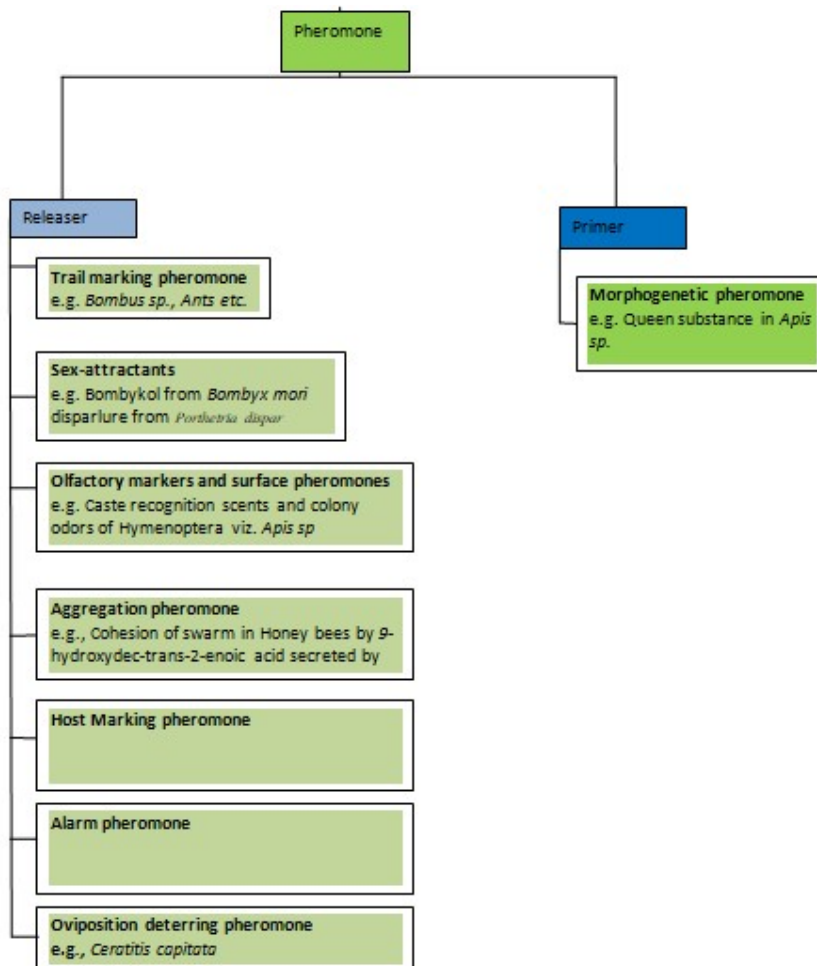 Pheromone
Releaser
Trail marking pheromone
e.g. Bombus sp., Ants etc.
Sex-attractants
e.g. Bombykol from Bombyx mori
disparlure from Porthetria dispar
Olfactory markers and surface pheromones
e.g. Caste recognition scents and colony
odors of Hymenoptera viz. Apis sp
Aggregation pheromone
e.g., Cohesion of swarm in Honey bees by 9-
hydroxydec-trans-2-enoic acid secreted by
Host Marking pheromone
Alarm pheromone
Oviposition deterring pheromone
e.g., Ceratitis capitata
Primer
Morphogenetic pheromone
e.g. Queen substance in Apis
sp.